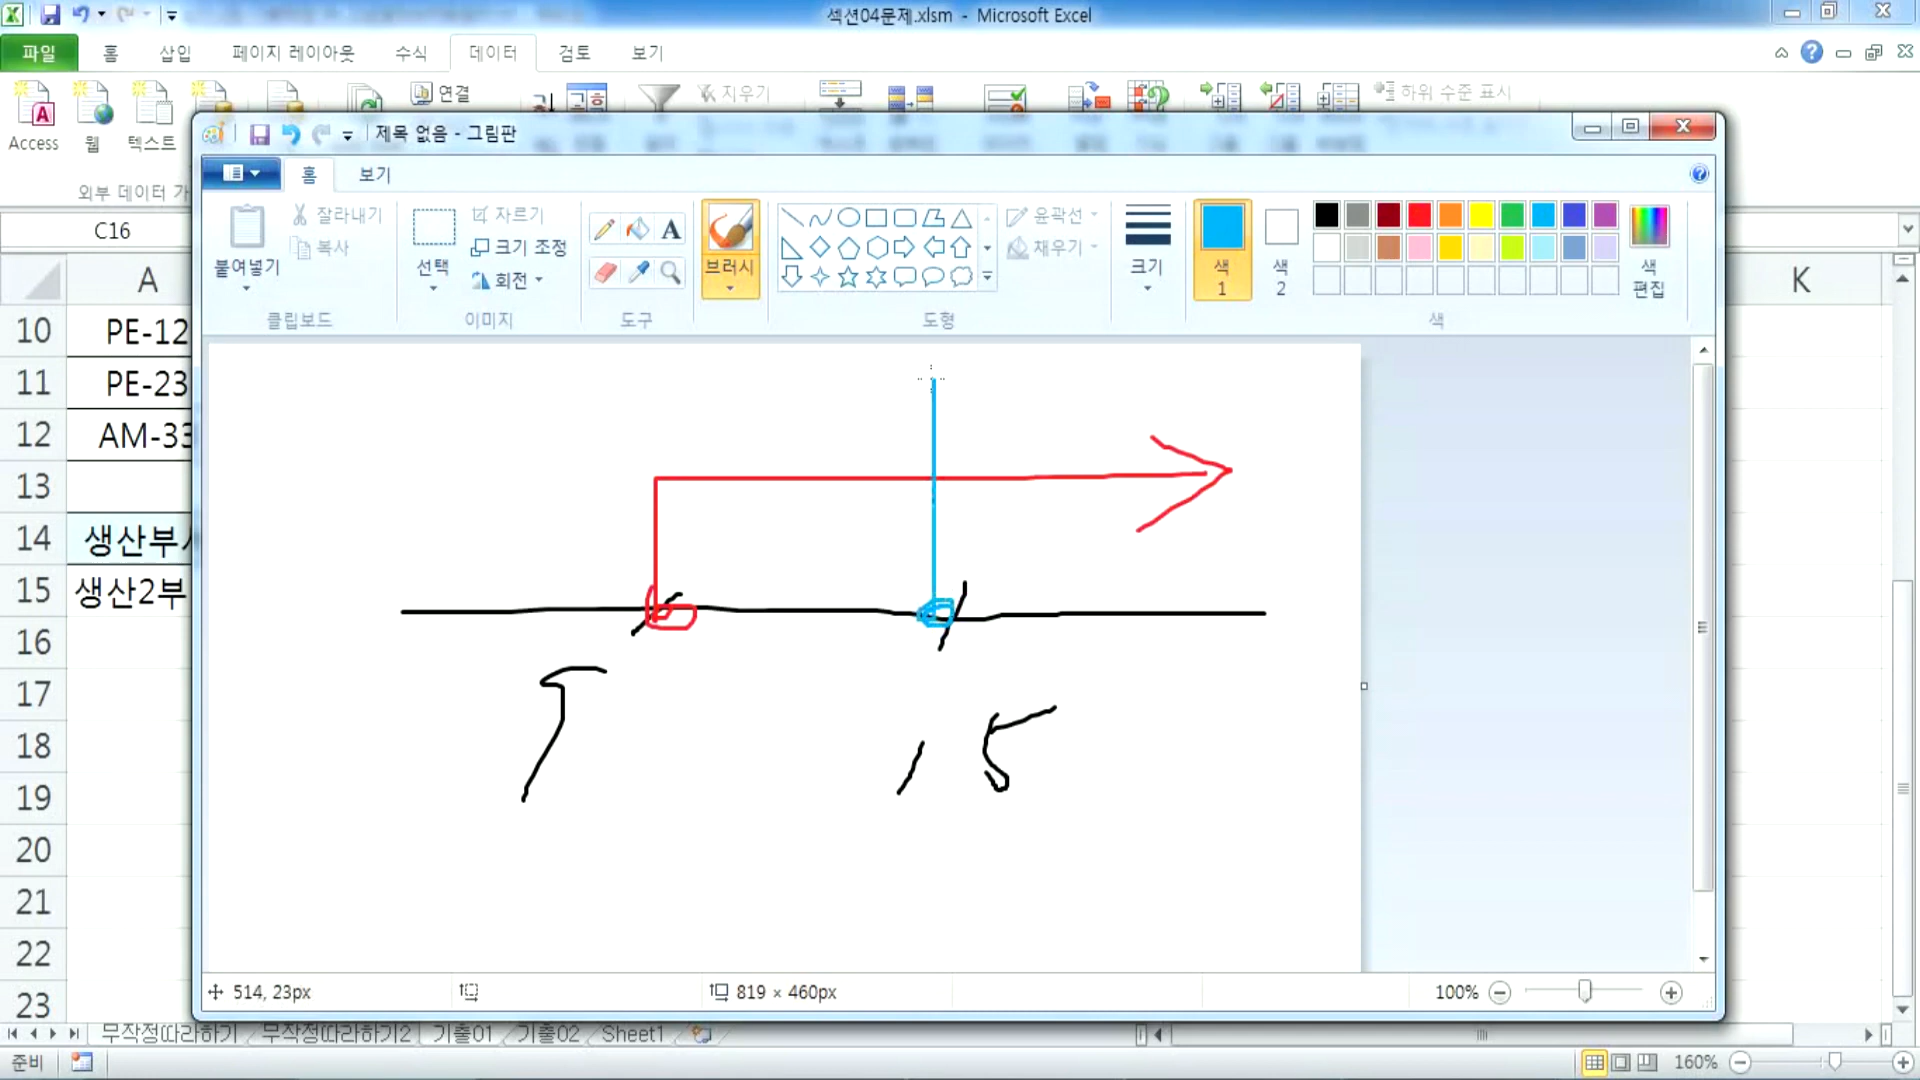 섹션04문제.xlsm - Microsoft Excel
파일 홈 삽입 페이지 레이아웃 수식 데이터 검토 보기
연결 지우기 하위 수준 표시
Access 웹 텍스트
외부 데이터 가
제목 없음 - 그림판
홈 보기
잘라내기 자르기 윤곽선
복사 크기 조정 채우기
붙여넣기 선택 회전 A 브러시 크기 색 1 색 2 색 편집
클립보드 이미지 도구 도형 색
C16
A K
10 PE-12
11 PE-23
12 AM-33
13
14 생산부서
15 생산2부
16
17
18
19
20
21
22
23
5 15
514, 23px 819 × 460px 100%
무작정따라하기 무작정따라하기2 기출01 기출02 Sheet1
준비 160%